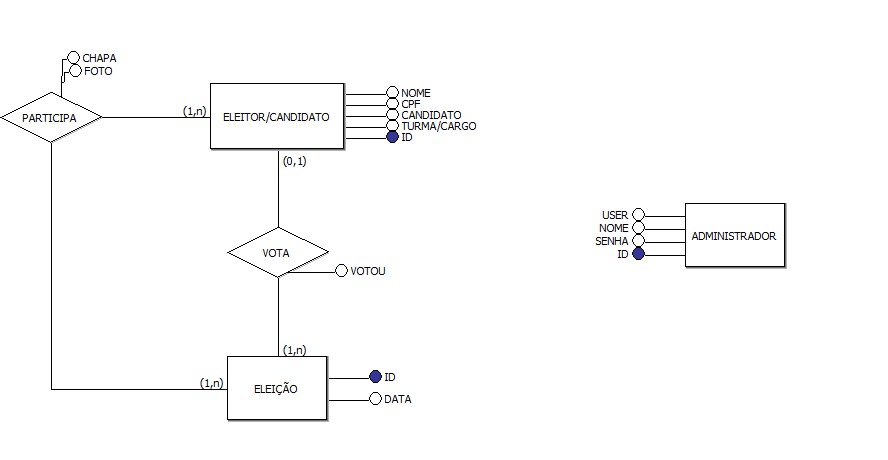 CHAPA
FOTO
PARTICIPA
(1,n)
ELEITOR/CANDIDATO
NOME
CPF
CANDIDATO
TURMA/CARGO
ID
(0,1)
USER
NOME
SENHA
ID
ADMINISTRADOR
VOTA
VOTOU
(1,n)
(1,n)
ELEIÇÃO
ID
DATA